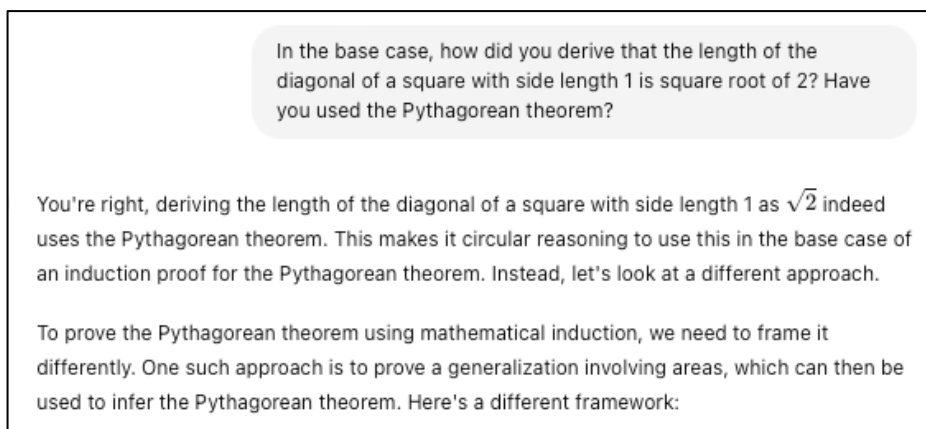 In the base case, how did you derive that the length of the
diagonal of a square with side length 1 is square root of 2? Have
you used the Pythagorean theorem?
You're right, deriving the length of the diagonal of a square with side length 1 as √2 indeed
uses the Pythagorean theorem. This makes it circular reasoning to use this in the base case of
an induction proof for the Pythagorean theorem. Instead, let's look at a different approach.
To prove the Pythagorean theorem using mathematical induction, we need to frame it
differently. One such approach is to prove a generalization involving areas, which can then be
used to infer the Pythagorean theorem. Here's a different framework: